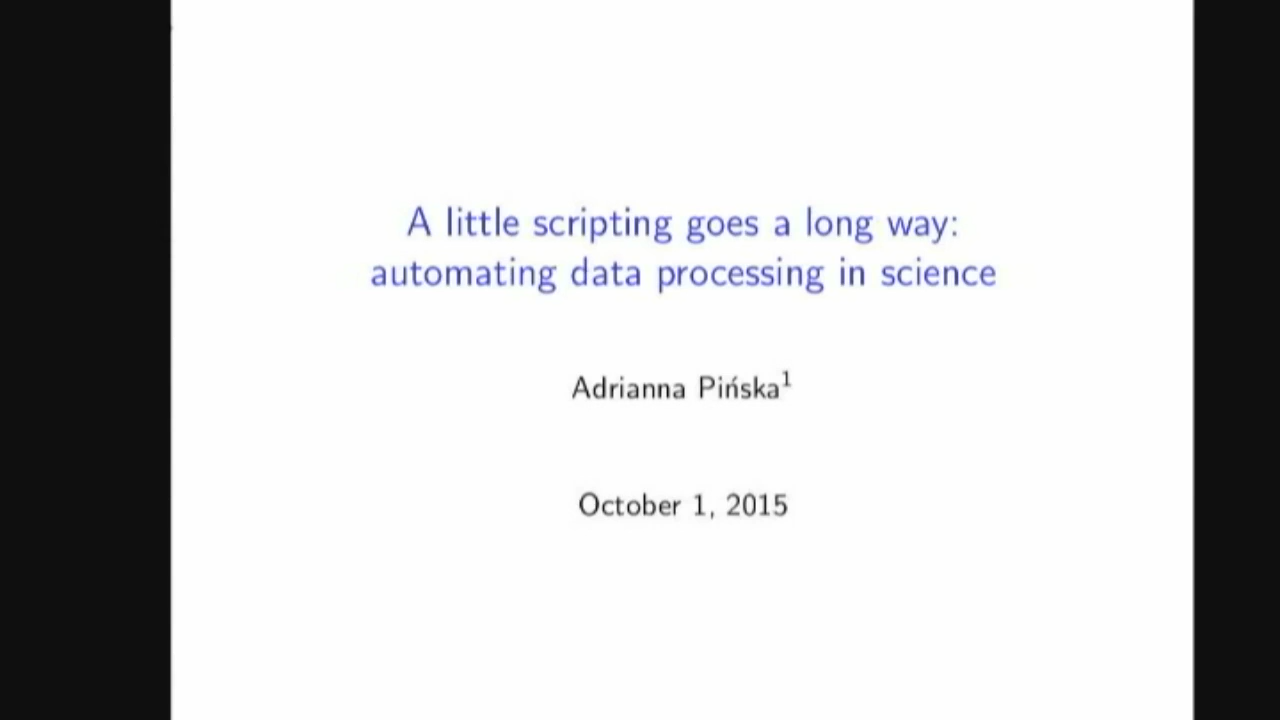 A little scripting goes a long way:
automating data processing in science
Adrianna Pińska¹
October 1, 2015